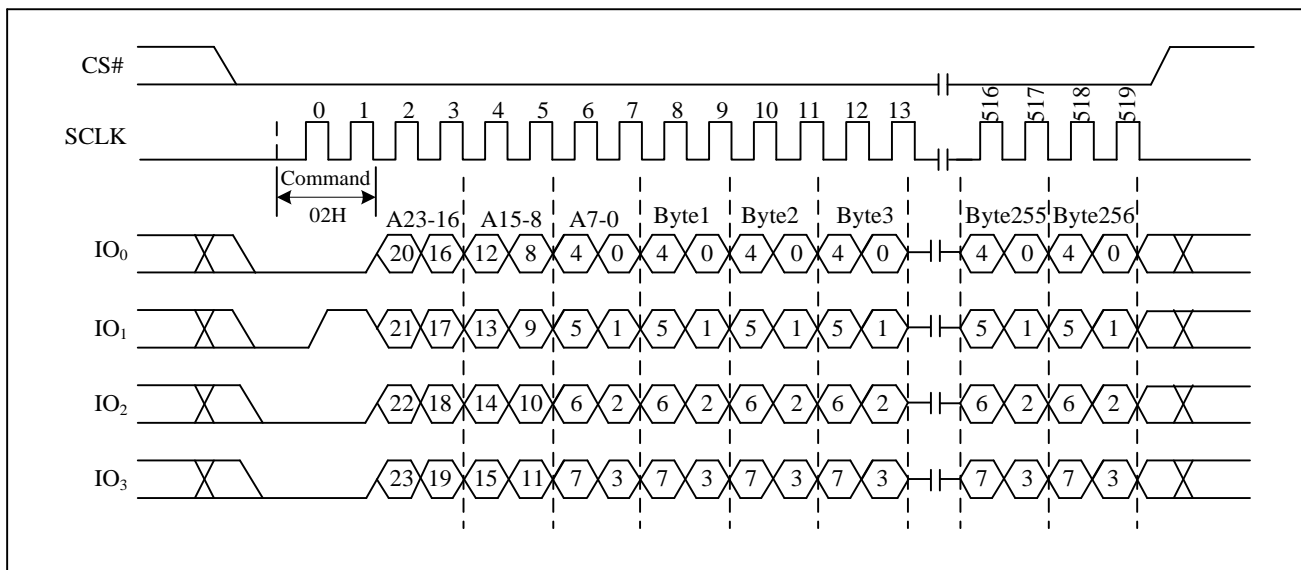 CS#
516 517 518 519
0 1 2 3 4 5 6 7 8 9 10 11 12 13
SCLK
Command
02H
A23-16 A15-8 A7-0 Byte1 Byte2 Byte3 Byte255 Byte256
IO0 20 16 12 8 4 0 4 0 4 0 4 0 4 0 4 0
IO1 21 17 13 9 5 1 5 1 5 1 5 1 5 1 5 1
IO2 22 18 14 10 6 2 6 2 6 2 6 2 6 2 6 2
IO3 23 19 15 11 7 3 7 3 7 3 7 3 7 3 7 3